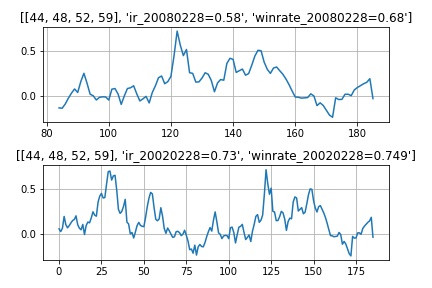 [[44, 48, 52, 59], 'ir_20080228=0.58', 'winrate_20080228=0.68']
0.5
0.0
80 100 120 140 160 180
[[44, 48, 52, 59], 'ir_20020228=0.73', 'winrate_20020228=0.749']
0.5
0.0
0 25 50 75 100 125 150 175